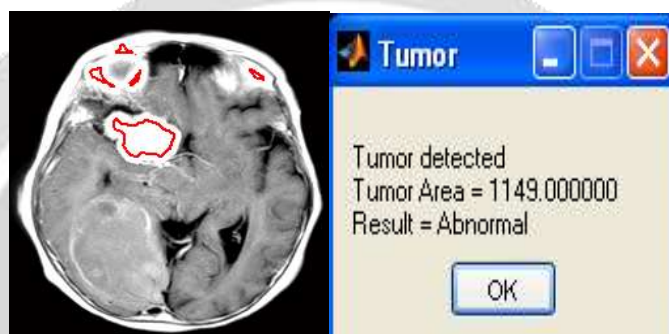 Tumor
Tumor detected
Tumor Area = 1149.000000
Result = Abnormal
OK